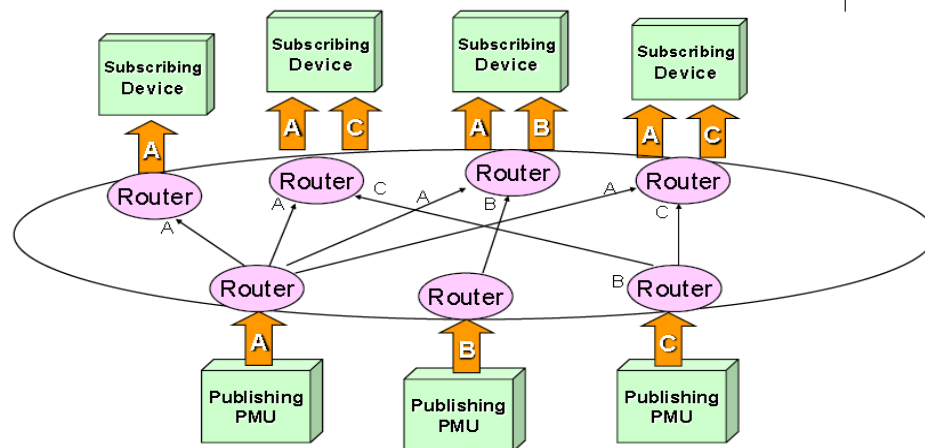 Subscribing
Device
Subscribing
Device
Subscribing
Device
Subscribing
Device
A
A
C
A
B
A
C
Router
Router
Router
Router
A
A
C
A
B
A
C
Router
Router
Router
B
A
B
C
Publishing
PMU
Publishing
PMU
Publishing
PMU